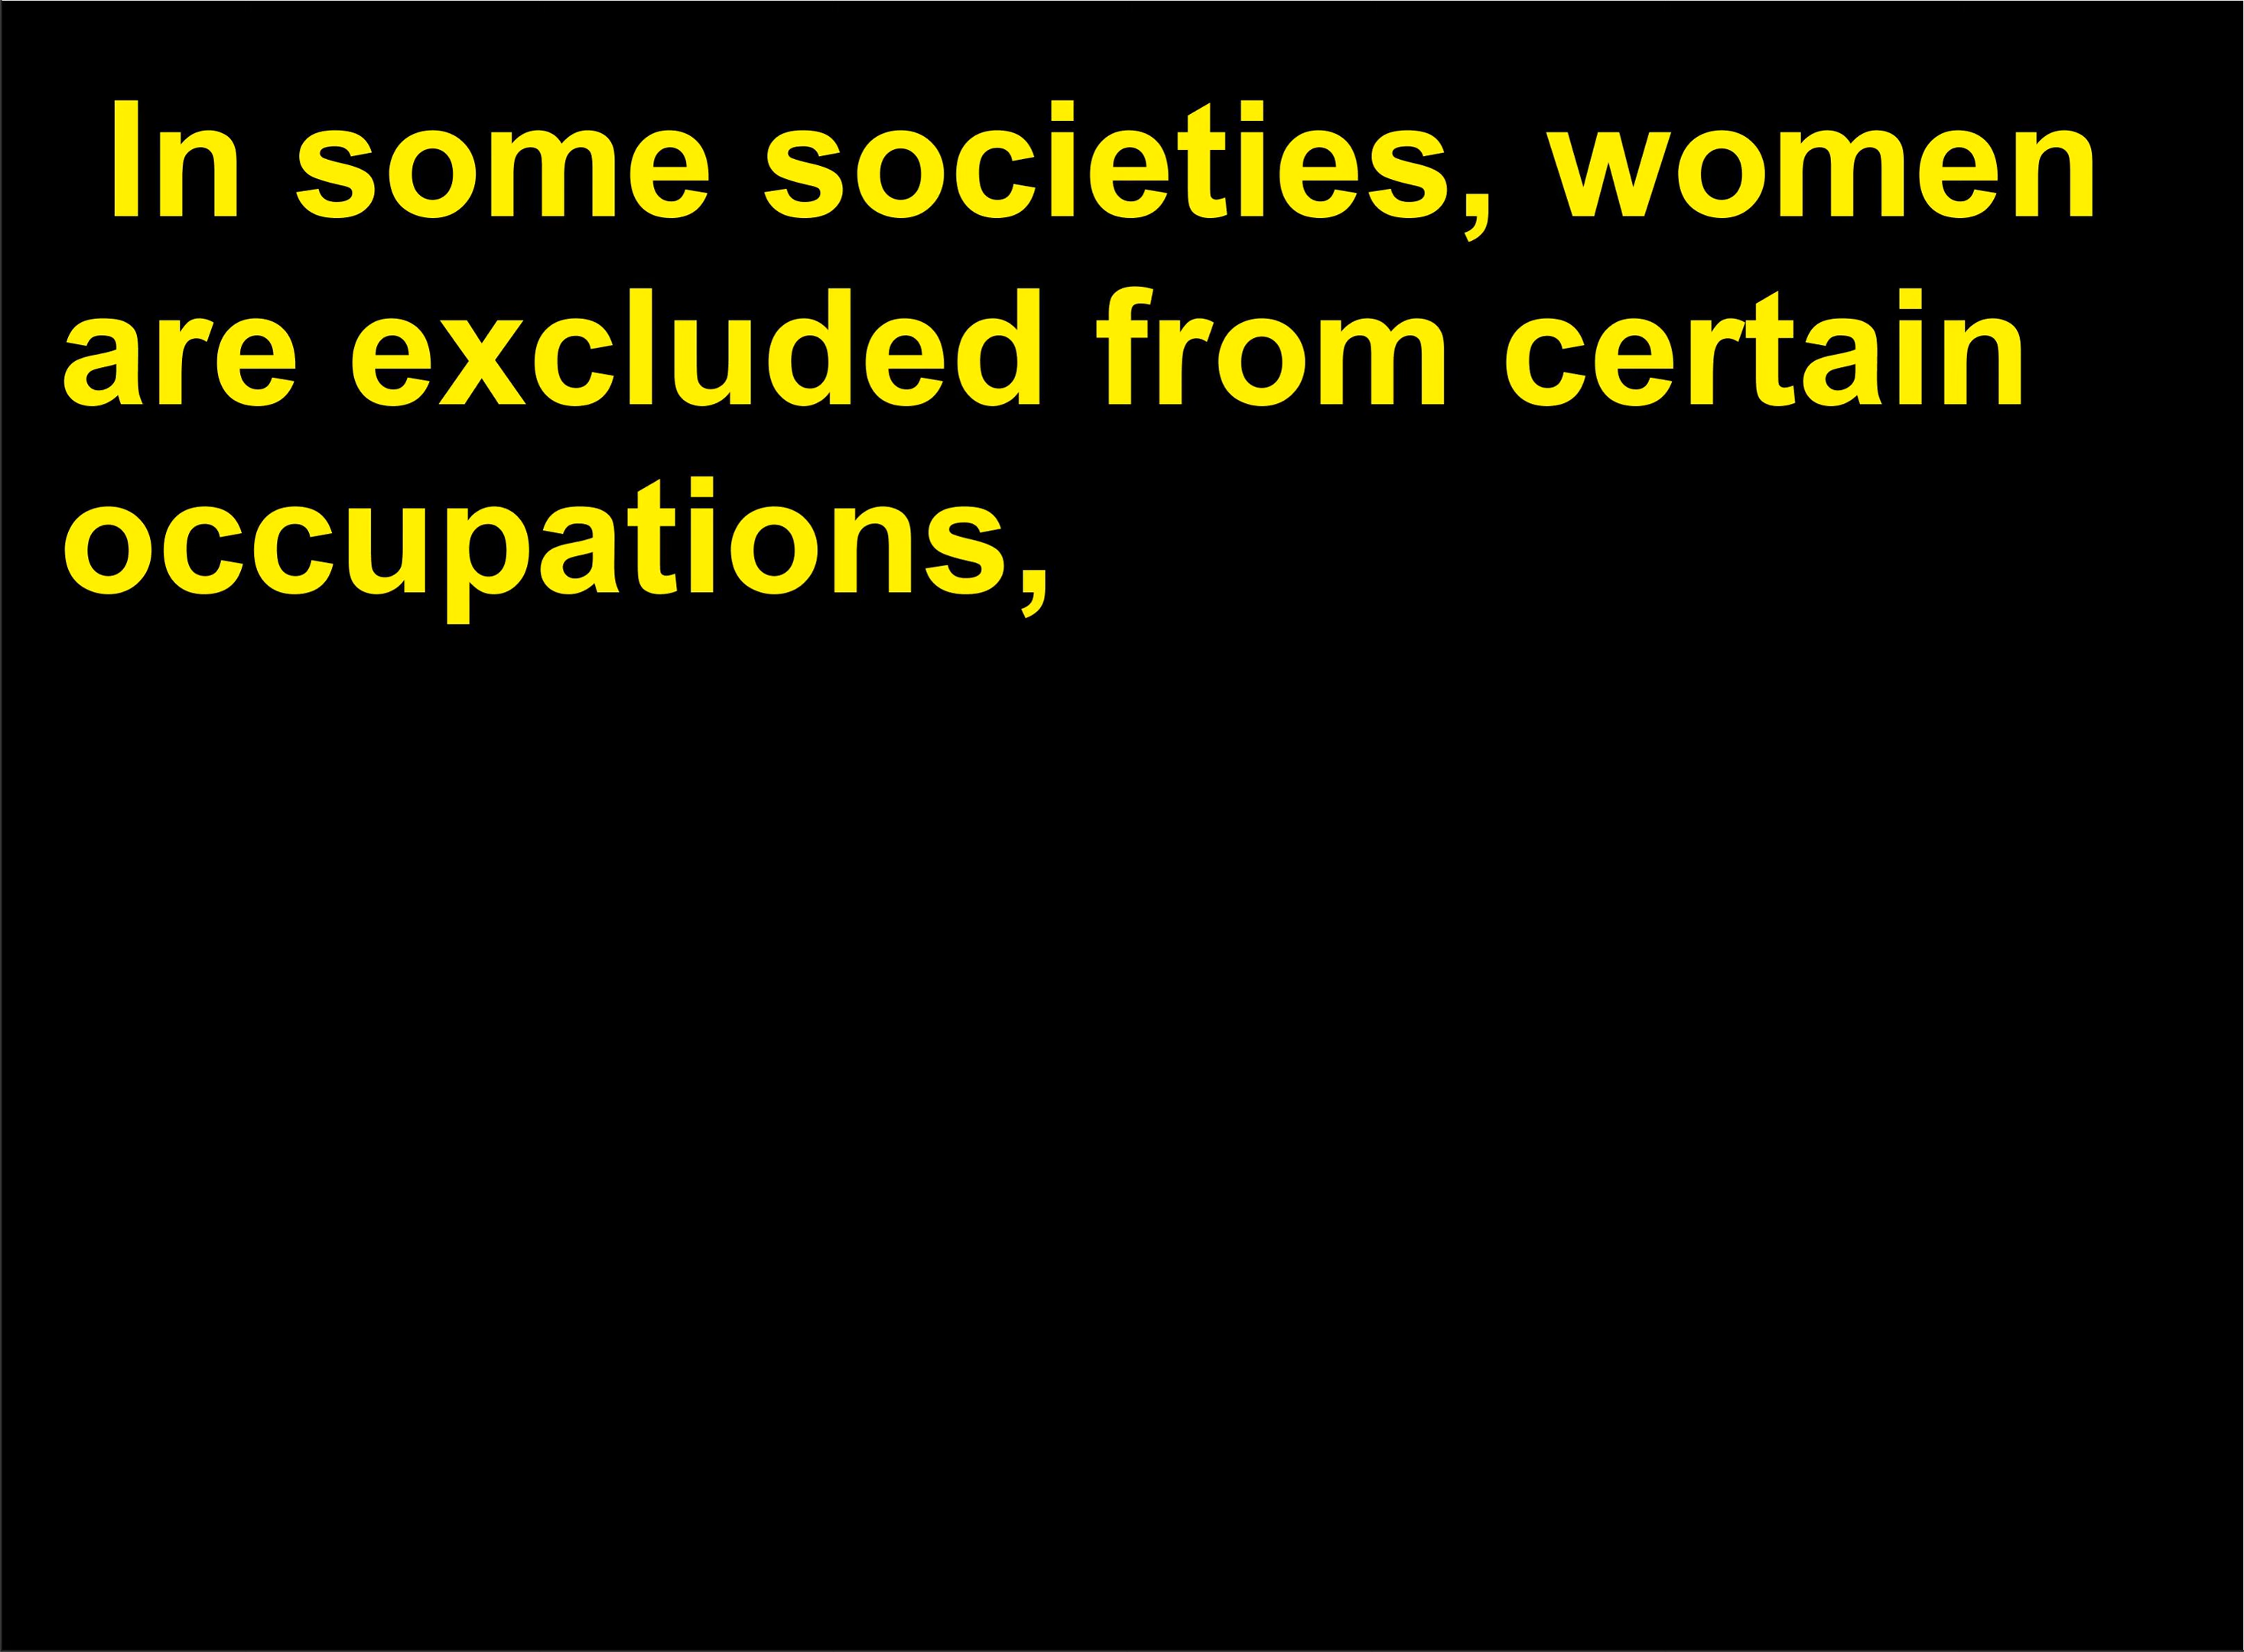 In some societies, women
are excluded from certain
occupations,